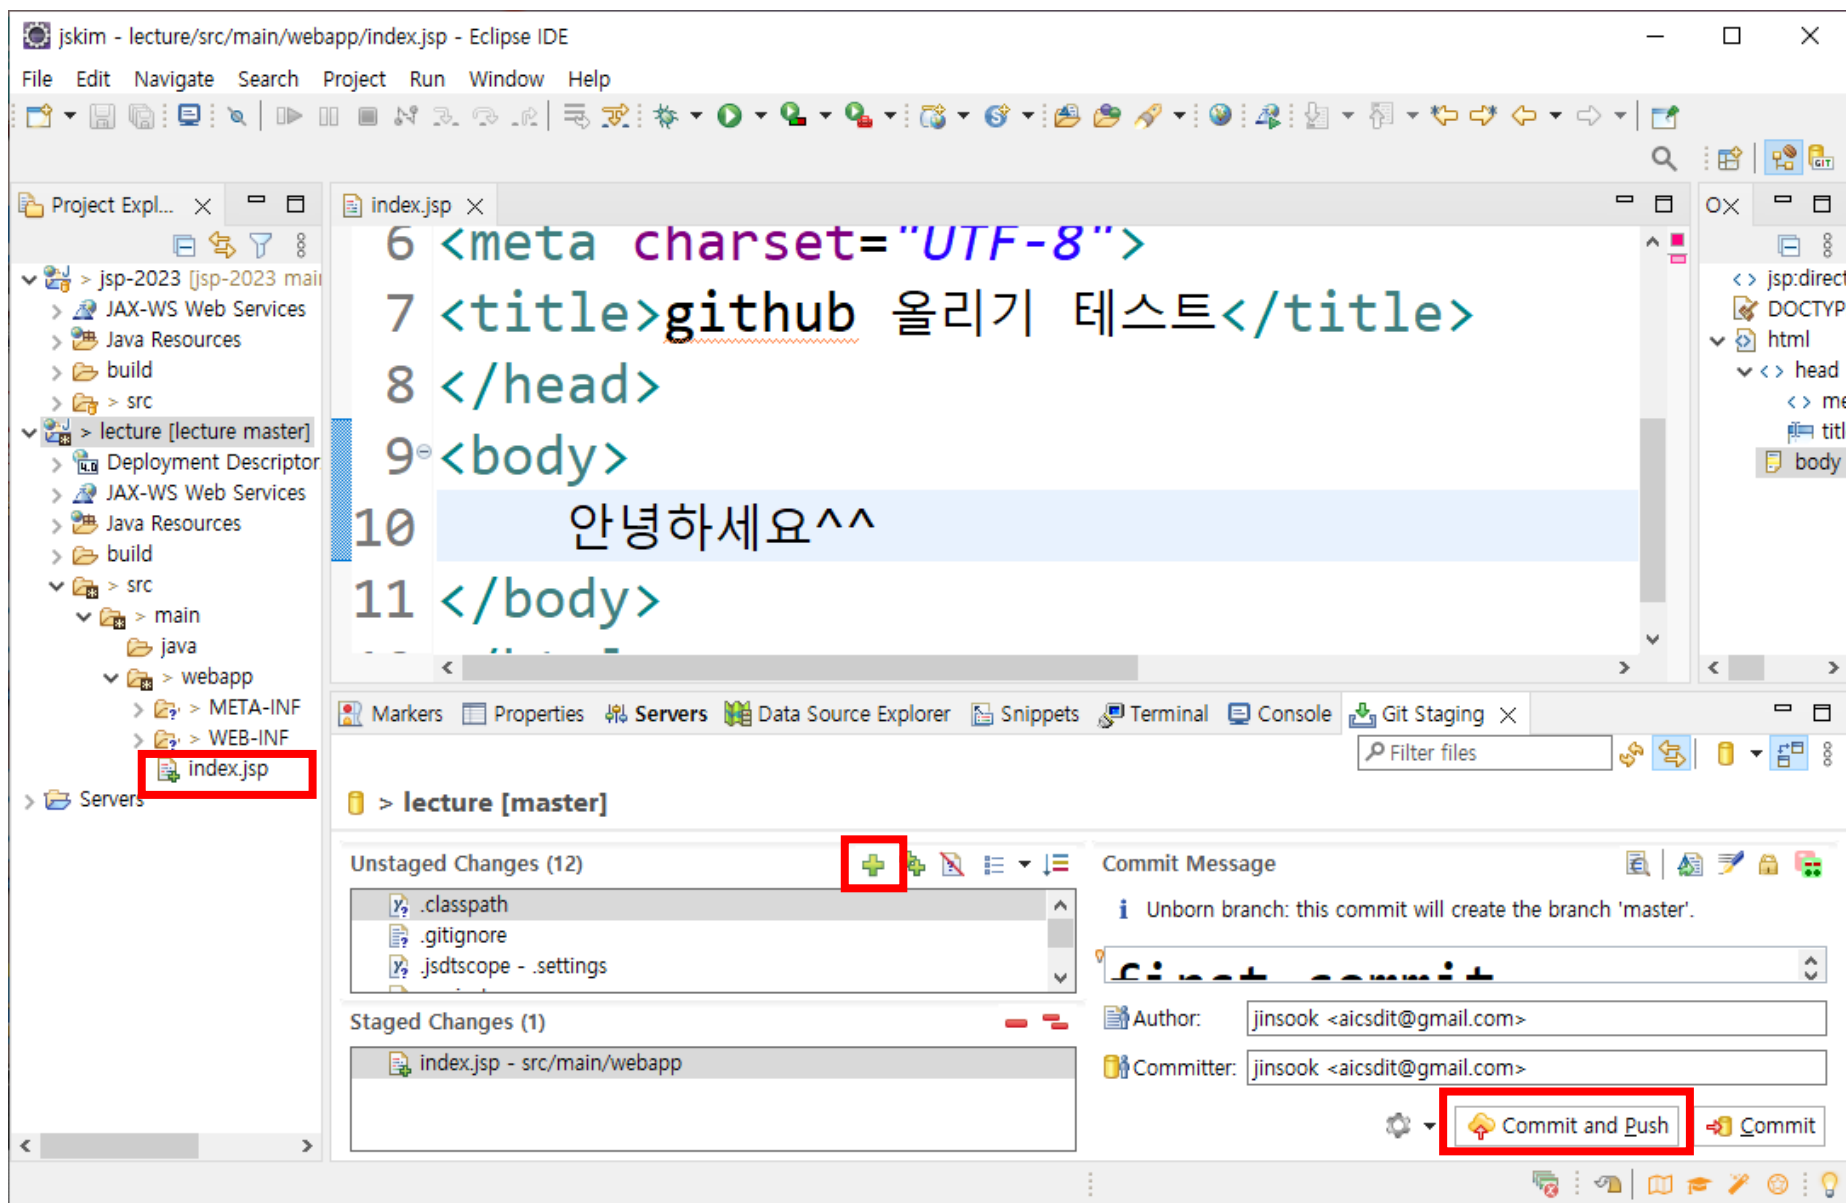 jskim - lecture/src/main/webapp/index.jsp - Eclipse IDE
File Edit Navigate Search Project Run Window Help
Project Expl...
> jsp-2023 [jsp-2023 mai
JAX-WS Web Services
Java Resources
build
> src
> lecture [lecture master]
Deployment Descriptor
JAX-WS Web Services
Java Resources
build
> src
> main
java
> webapp
> META-INF
> WEB-INF
index.jsp
Servers
index.jsp
6 <meta charset="UTF-8">
7 <title>github 올리기 테스트</title>
8 </head>
9 <body>
10 안녕하세요^^
11 </body>
jsp:direct
DOCTYP
html
head
me
titl
body
Markers Properties Servers Data Source Explorer Snippets Terminal Console Git Staging
Filter files
> lecture [master]
Unstaged Changes (12)
.classpath
.gitignore
.jsdtscope - .settings
Staged Changes (1)
index.jsp - src/main/webapp
Commit Message
Unborn branch: this commit will create the branch 'master'.
first commit
Author: jinsook <aicsdit@gmail.com>
Committer: jinsook <aicsdit@gmail.com>
Commit and Push Commit